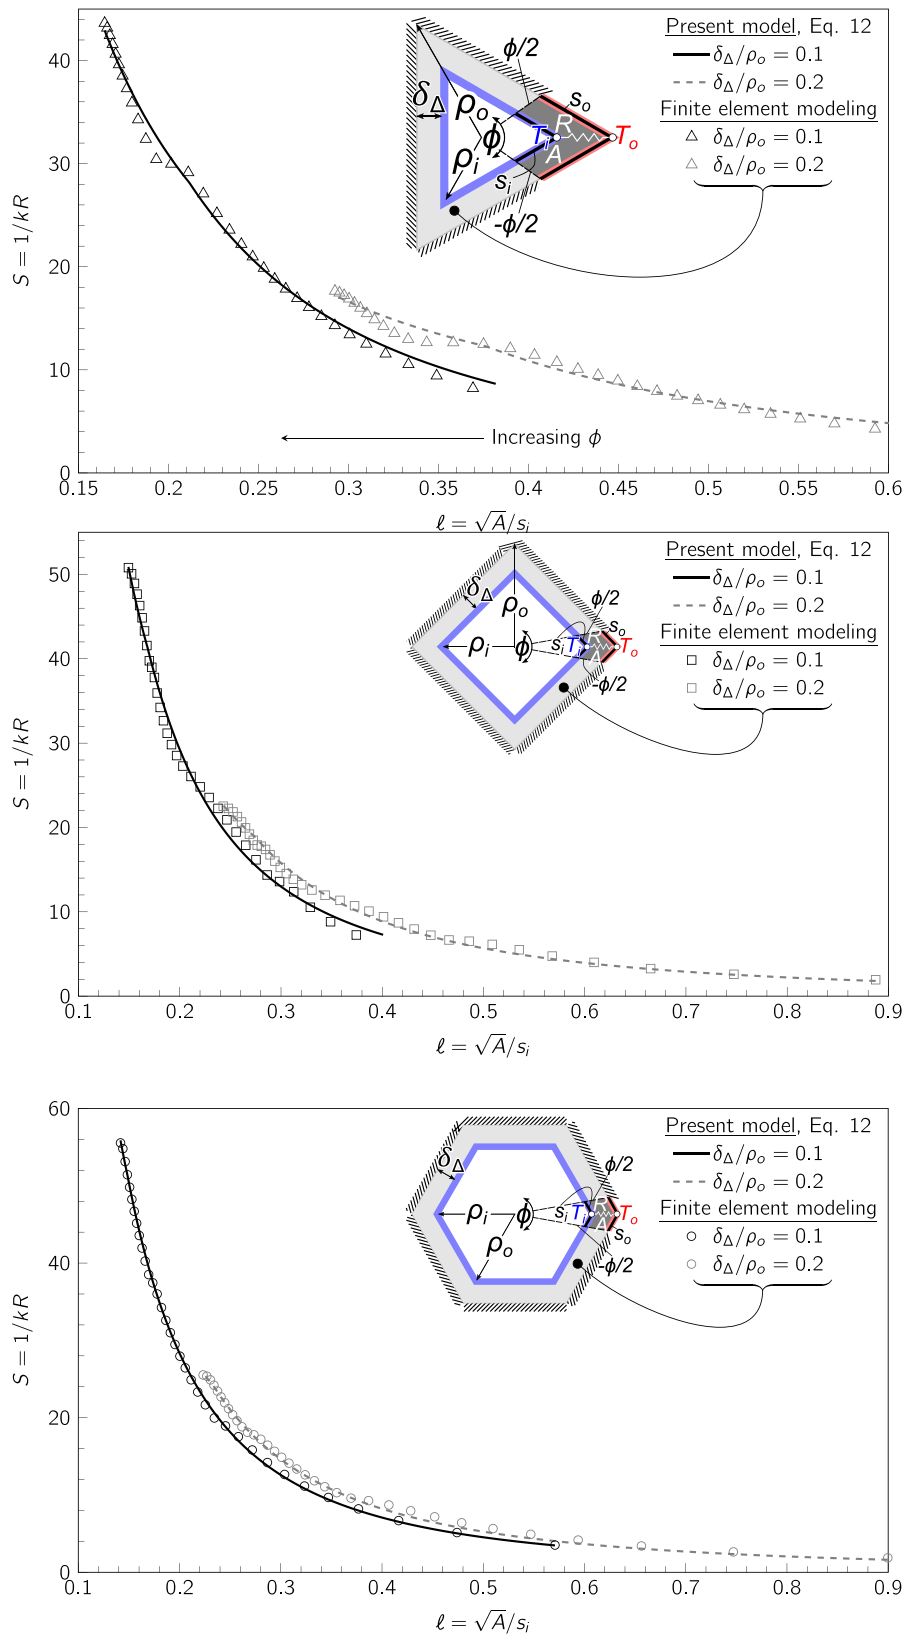 Present model, Eq. 12
δ_Δ/ρ_o = 0.1
δ_Δ/ρ_o = 0.2
Finite element modeling
δ_Δ/ρ_o = 0.1
δ_Δ/ρ_o = 0.2
ϕ/2
δ_Δ
ρ_o
s_o
R
ϕ
T_i
T_o
A
ρ_i
s_i
-ϕ/2
Increasing ϕ
S = 1/kR
40
30
20
10
0
0.15 0.2 0.25 0.3 0.35 0.4 0.45 0.5 0.55 0.6
ℓ = √A/s_i
Present model, Eq. 12
δ_Δ/ρ_o = 0.1
δ_Δ/ρ_o = 0.2
Finite element modeling
δ_Δ/ρ_o = 0.1
δ_Δ/ρ_o = 0.2
δ_Δ
ρ_o
ϕ/2
s_o
R
ρ_i
ϕ
s_i
T_i
T_o
A
-ϕ/2
S = 1/kR
50
40
30
20
10
0
0.1 0.2 0.3 0.4 0.5 0.6 0.7 0.8 0.9
ℓ = √A/s_i
Present model, Eq. 12
δ_Δ/ρ_o = 0.1
δ_Δ/ρ_o = 0.2
Finite element modeling
δ_Δ/ρ_o = 0.1
δ_Δ/ρ_o = 0.2
δ_Δ
ϕ/2
R
ρ_i
ϕ
s_i
T_i
T_o
A
s_o
ρ_o
-ϕ/2
S = 1/kR
60
40
20
0
0.1 0.2 0.3 0.4 0.5 0.6 0.7 0.8 0.9
ℓ = √A/s_i